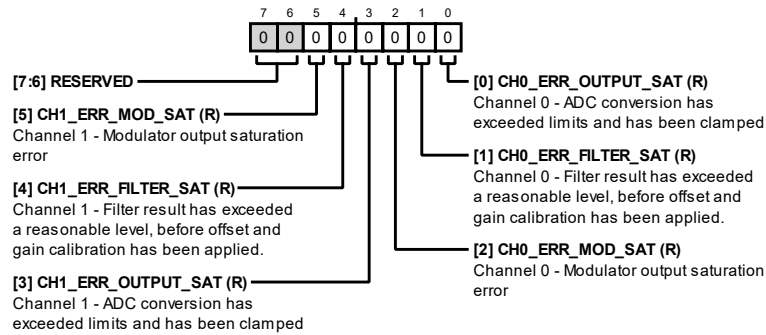 7 6 5 4 3 2 1 0
0 0 0 0 0 0 0 0
[7:6] RESERVED
[5] CH1_ERR_MOD_SAT (R)
Channel 1 - Modulator output saturation
error
[4] CH1_ERR_FILTER_SAT (R)
Channel 1 - Filter result has exceeded
a reasonable level, before offset and
gain calibration has been applied.
[3] CH1_ERR_OUTPUT_SAT (R)
Channel 1 - ADC conversion has
exceeded limits and has been clamped
[0] CH0_ERR_OUTPUT_SAT (R)
Channel 0 - ADC conversion has
exceeded limits and has been clamped
[1] CH0_ERR_FILTER_SAT (R)
Channel 0 - Filter result has exceeded
a reasonable level, before offset and
gain calibration has been applied.
[2] CH0_ERR_MOD_SAT (R)
Channel 0 - Modulator output saturation
error